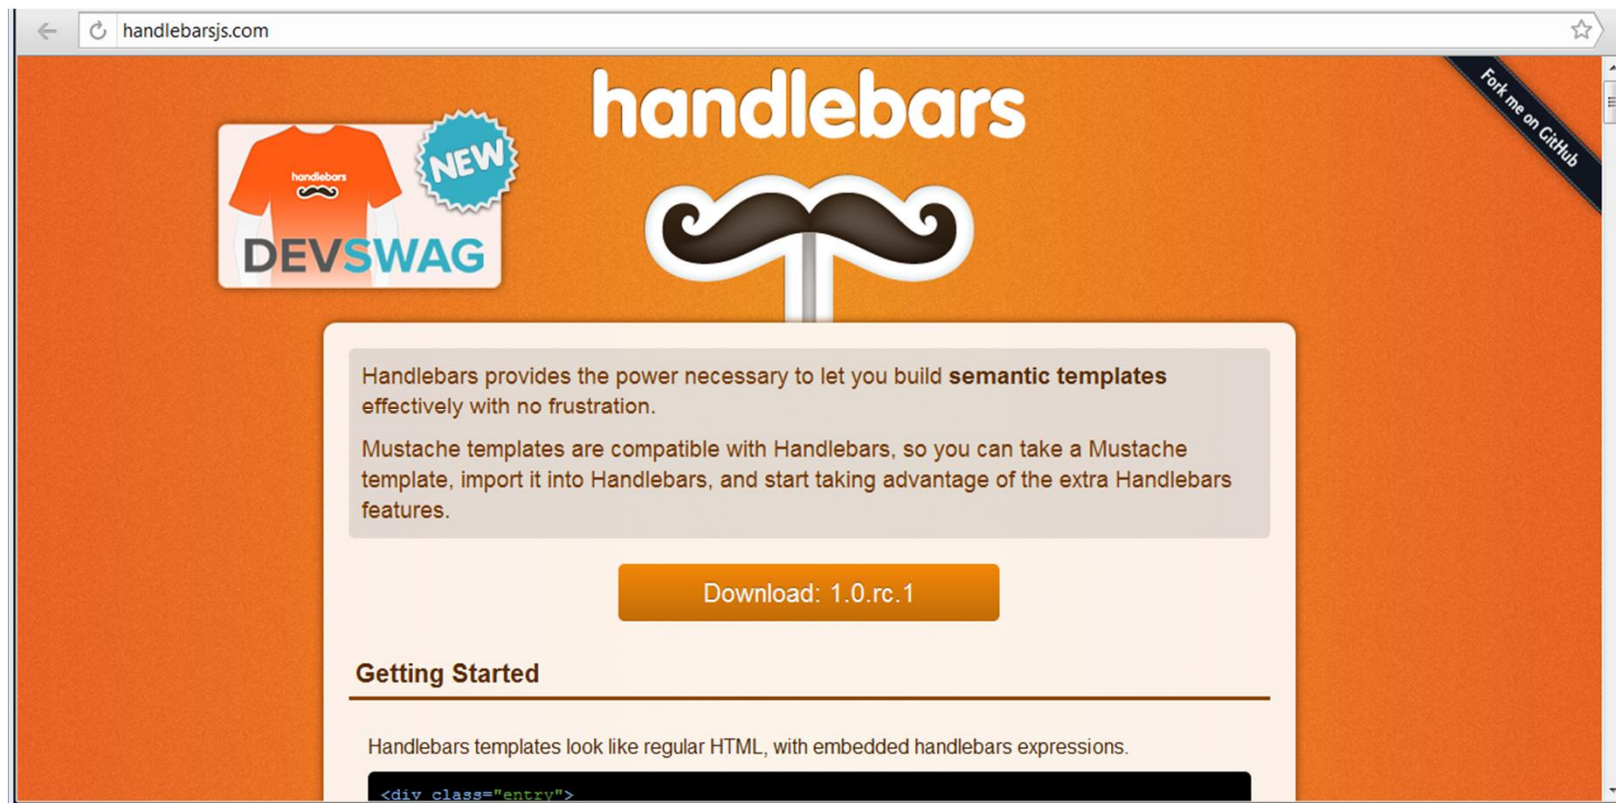 handlebarsjs.com
handlebars
Fork me on GitHub
handlebars
NEW
DEVSWAG
Handlebars provides the power necessary to let you build semantic templates
effectively with no frustration.
Mustache templates are compatible with Handlebars, so you can take a Mustache
template, import it into Handlebars, and start taking advantage of the extra Handlebars
features.
Download: 1.0.rc.1
Getting Started
Handlebars templates look like regular HTML, with embedded handlebars expressions.
<div class="entry">